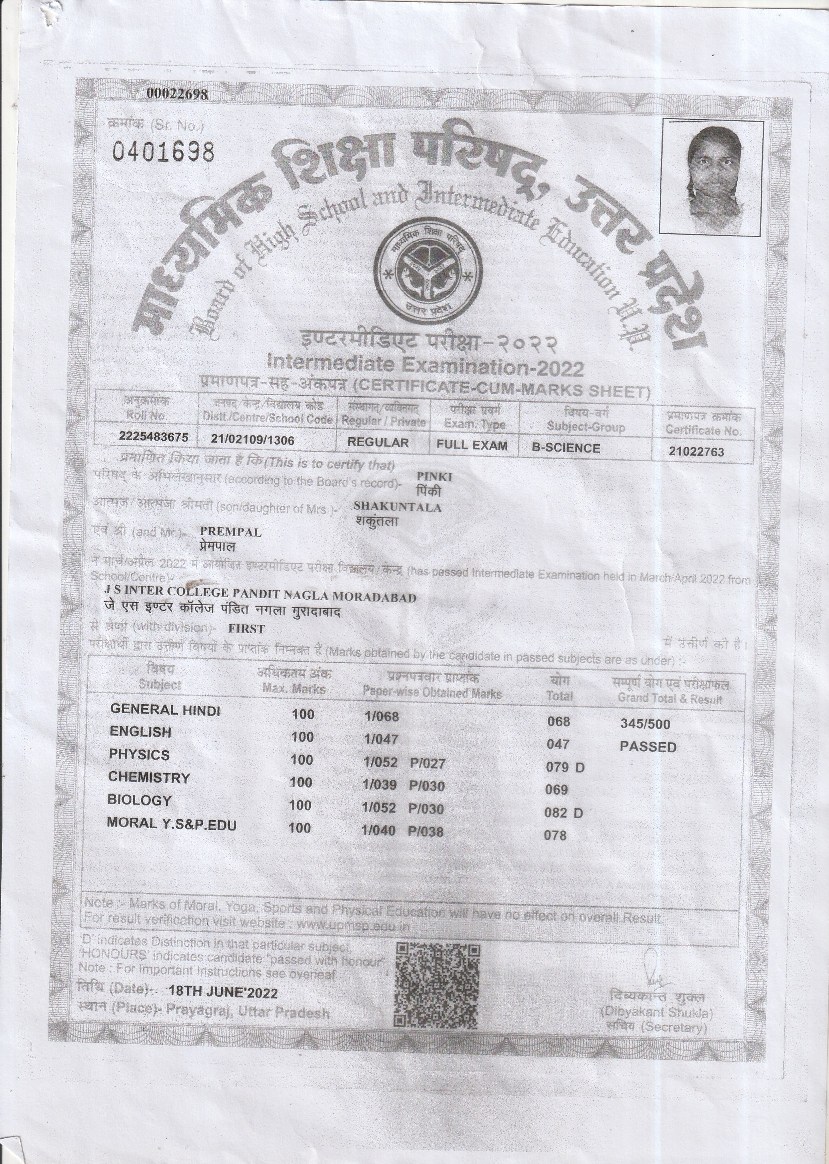 00022698
क्रमांक (Sr. No.)
0401698
माध्यमिक शिक्षा परिषद्, उत्तर प्रदेश
Board of High School and Intermediate Education U.P.
माध्यमिक शिक्षा परिषद्
उत्तर प्रदेश
इण्टरमीडिएट परीक्षा-२०२२
Intermediate Examination-2022
प्रमाणपत्र-सह-अंकपत्र (CERTIFICATE-CUM-MARKS SHEET)
अनुक्रमांक जनपद केन्द्र/विद्यालय कोड संस्थागत/व्यक्तिगत परीक्षा प्रवर्ग विषय-वर्ग प्रमाणपत्र क्रमांक
Roll No. Distt./Centre/School Code Regular / Private Exam. Type Subject-Group Certificate No.
2225483675 21/02109/1306 REGULAR FULL EXAM B-SCIENCE 21022763
प्रमाणित किया जाता है कि (This is to certify that)
परिषद् के अभिलेखानुसार (according to the Board's record)- PINKI
पिंकी
आत्मज/आत्मजा श्रीमती (son/daughter of Mrs.)- SHAKUNTALA
शकुंतला
एवं श्री (and Mr.)- PREMPAL
प्रेमपाल
ने मार्च/अप्रैल 2022 में आयोजित इण्टरमीडिएट परीक्षा विद्यालय/केन्द्र (has passed Intermediate Examination held in March/April 2022 from
School/Centre)-
J S INTER COLLEGE PANDIT NAGLA MORADABAD
जे एस इण्टर कॉलेज पंडित नगला मुरादाबाद
से श्रेणी (with division)- FIRST में उत्तीर्ण की है।
परीक्षार्थी द्वारा उत्तीर्ण विषयों के प्राप्तांक निम्नवत हैं (Marks obtained by the candidate in passed subjects are as under) :-
विषय अधिकतम अंक प्रश्नपत्रवार प्राप्तांक योग सम्पूर्ण योग एवं परीक्षाफल
Subject Max. Marks Paper-wise Obtained Marks Total Grand Total & Result
GENERAL HINDI 100 1/068 068 345/500
ENGLISH 100 1/047 047 PASSED
PHYSICS 100 1/052 P/027 079 D
CHEMISTRY 100 1/039 P/030 069
BIOLOGY 100 1/052 P/030 082 D
MORAL Y.S&P.EDU 100 1/040 P/038 078
Note :- Marks of Moral, Yoga, Sports and Physical Education will have no effect on overall Result.
For result verification visit website : www.upmsp.edu.in
'D' indicates Distinction in that particular subject.
'HONOURS' indicates candidate "passed with honour"
Note : For important instructions see overleaf
तिथि (Date):- 18TH JUNE'2022
स्थान (Place)- Prayagraj, Uttar Pradesh
दिव्यकान्त शुक्ल
(Dibyakant Shukla)
सचिव (Secretary)